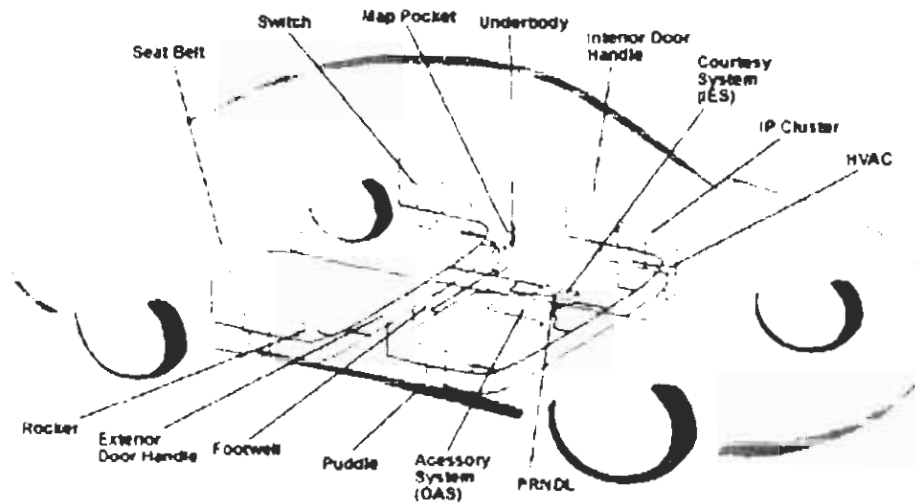 Map Pocket
Underbody
Switch
Interior Door
Handle
Seat Belt
Courtesy
System
(IES)
IP Cluster
HVAC
Rocker
Exterior
Door Handle
Footwell
Puddle
Acessory
System
(OAS)
PRNDL